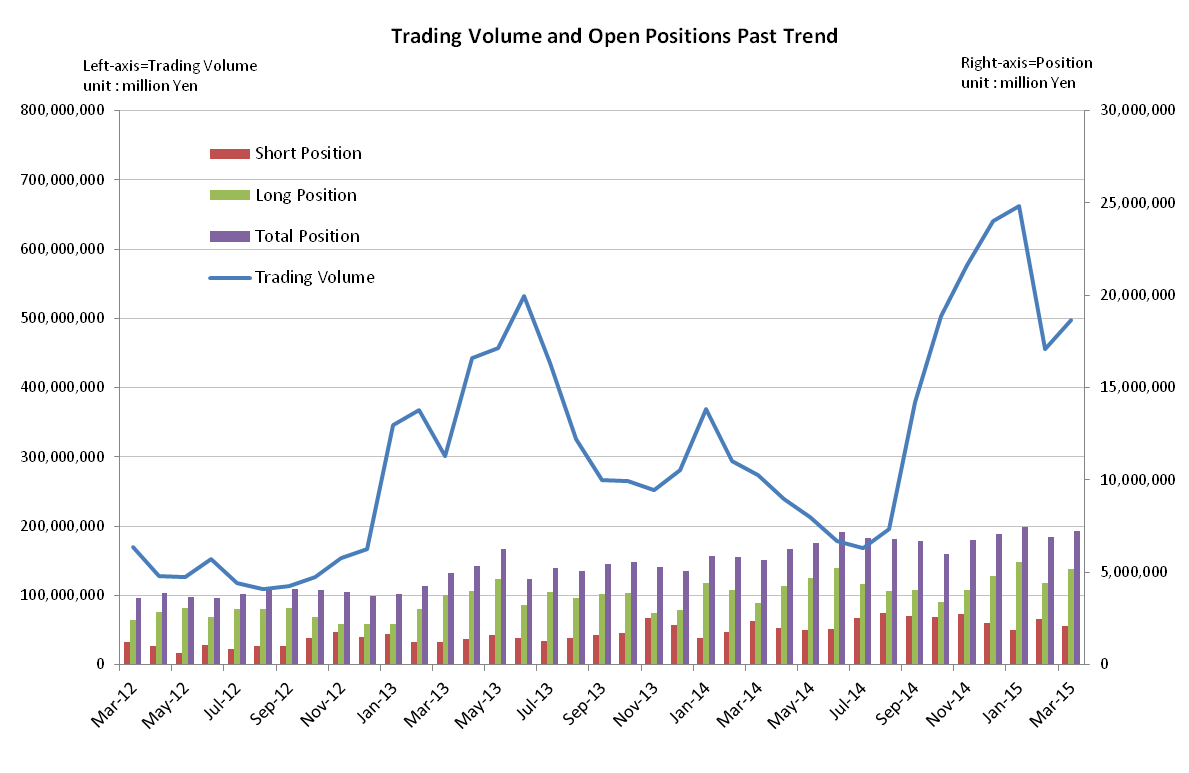 Trading Volume and Open Positions Past Trend
Left-axis=Trading Volume
unit : million Yen
Right-axis=Position
unit : million Yen
800,000,000
700,000,000
600,000,000
500,000,000
400,000,000
300,000,000
200,000,000
100,000,000
0
Short Position
Long Position
Total Position
Trading Volume
30,000,000
25,000,000
20,000,000
15,000,000
10,000,000
5,000,000
0
Mar-12
May-12
Jul-12
Sep-12
Nov-12
Jan-13
Mar-13
May-13
Jul-13
Sep-13
Nov-13
Jan-14
Mar-14
May-14
Jul-14
Sep-14
Nov-14
Jan-15
Mar-15